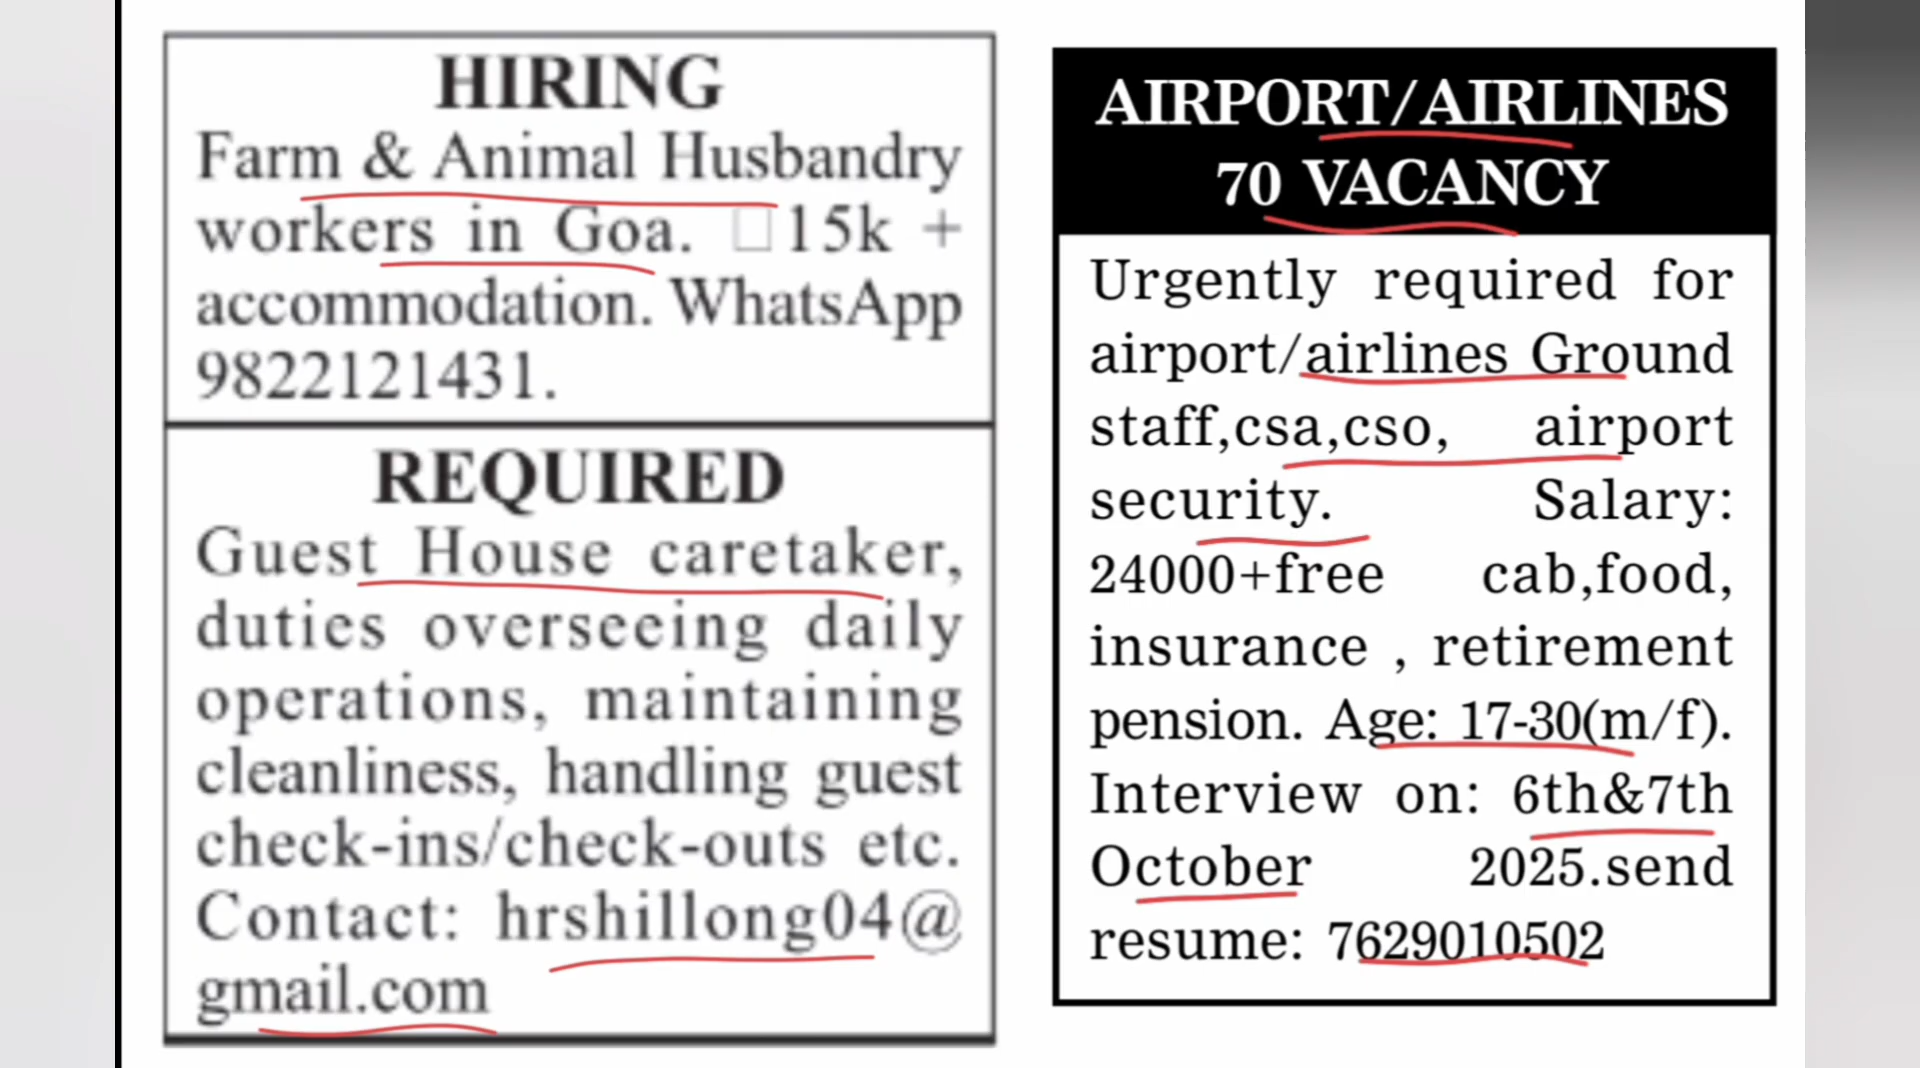 HIRING
Farm & Animal Husbandry
workers in Goa. □15k +
accommodation. WhatsApp
9822121431.
REQUIRED
Guest House caretaker,
duties overseeing daily
operations, maintaining
cleanliness, handling guest
check-ins/check-outs etc.
Contact: hrshillong04@
gmail.com
AIRPORT/AIRLINES
70 VACANCY
Urgently required for
airport/airlines Ground
staff,csa,cso, airport
security. Salary:
24000+free cab,food,
insurance , retirement
pension. Age: 17-30(m/f).
Interview on: 6th&7th
October 2025.send
resume: 7629010502